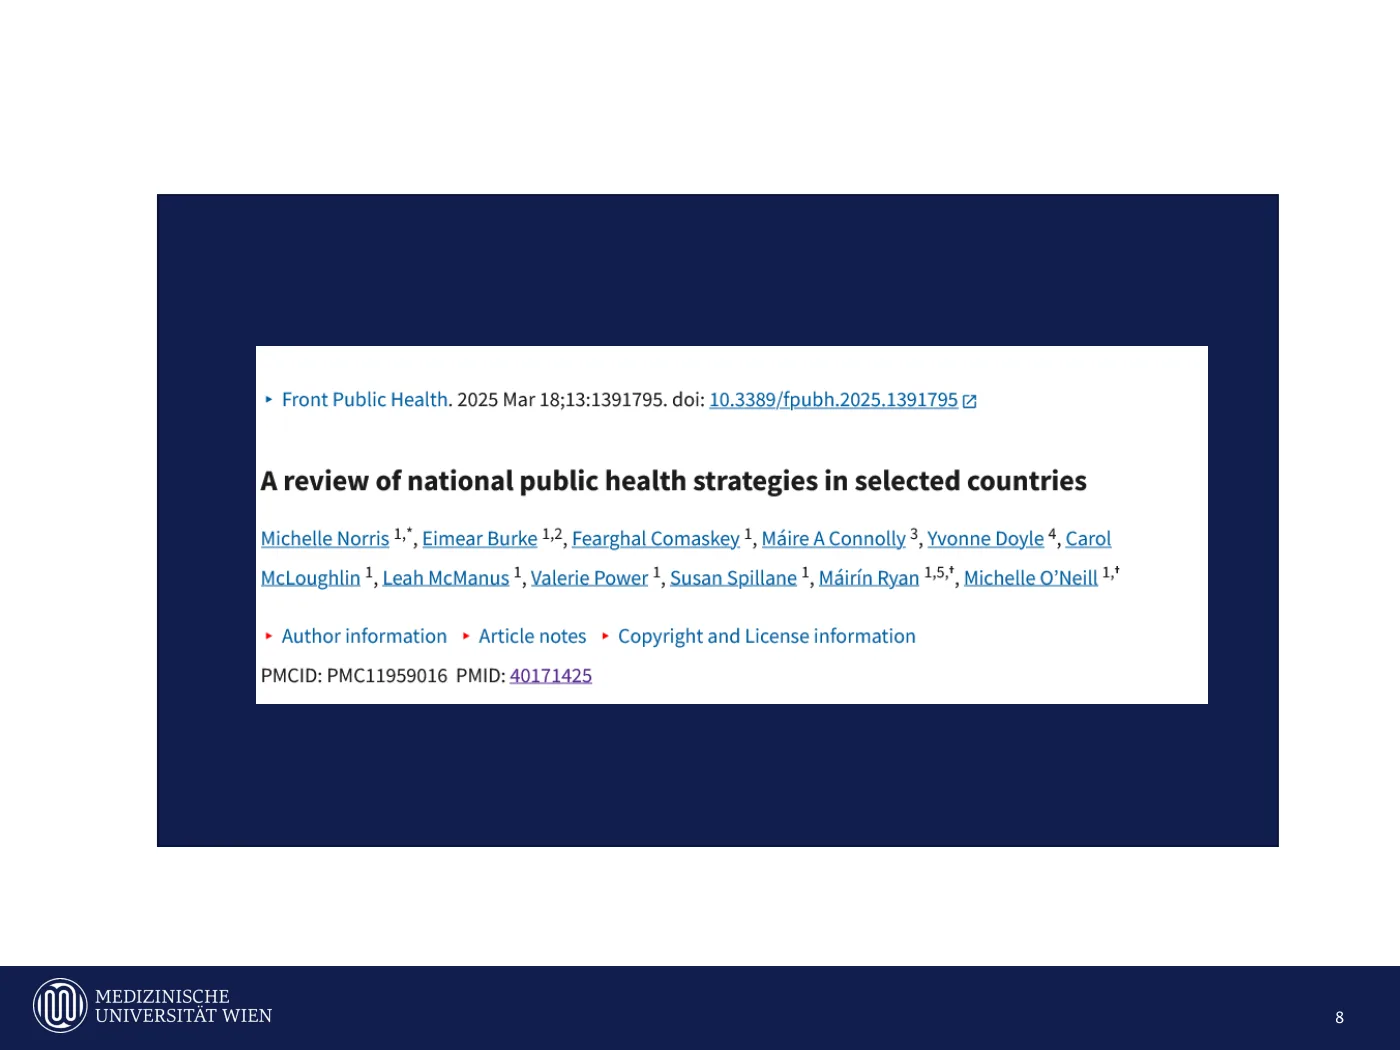 ‣ Front Public Health. 2025 Mar 18;13:1391795. doi: 10.3389/fpubh.2025.1391795
A review of national public health strategies in selected countries
Michelle Norris 1,*, Eimear Burke 1,2, Fearghal Comaskey 1, Máire A Connolly 3, Yvonne Doyle 4, Carol
McLoughlin 1, Leah McManus 1, Valerie Power 1, Susan Spillane 1, Máirín Ryan 1,5,†, Michelle O’Neill 1,†
‣ Author information ‣ Article notes ‣ Copyright and License information
PMCID: PMC11959016 PMID: 40171425
MEDIZINISCHE
UNIVERSITÄT WIEN
8